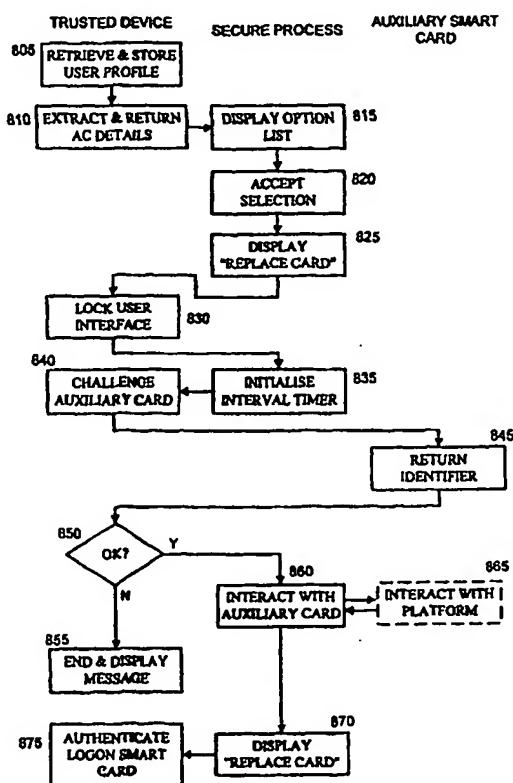 TRUSTED DEVICE
SECURE PROCESS
AUXILIARY SMART
CARD
805
RETRIEVE & STORE
USER PROFILE
810
EXTRACT & RETURN
AC DETAILS
DISPLAY OPTION
LIST
815
ACCEPT
SELECTION
820
DISPLAY
"REPLACE CARD"
825
LOCK USER
INTERFACE
830
INITIALISE
INTERVAL TIMER
835
840
CHALLENGE
AUXILIARY CARD
845
RETURN
IDENTIFIER
850
OK?
Y
N
855
END & DISPLAY
MESSAGE
860
INTERACT WITH
AUXILIARY CARD
865
INTERACT WITH
PLATFORM
870
DISPLAY
"REPLACE CARD"
875
AUTHENTICATE
LOGON SMART
CARD